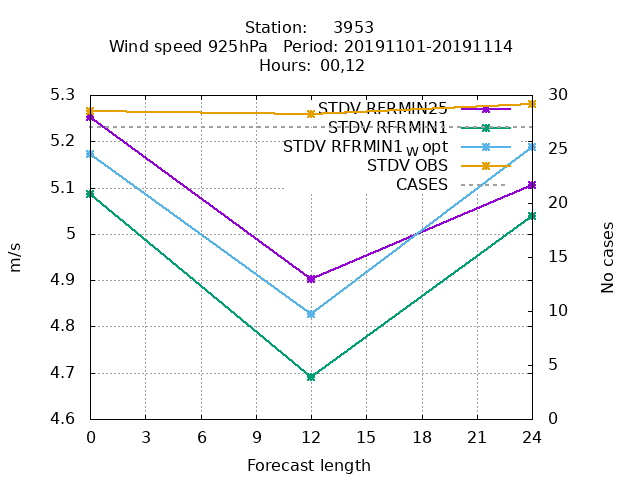 Station:     3953
Wind speed 925hPa   Period: 20191101-20191114
Hours: 00,12
5.3
5.2
5.1
5
4.9
4.8
4.7
4.6
30
25
20
15
10
5
0
STDV RFRMIN25
STDV RFRMIN1
STDV RFRMIN1 w opt
STDV OBS
CASES
m/s
No cases
0 3 6 9 12 15 18 21 24
Forecast length